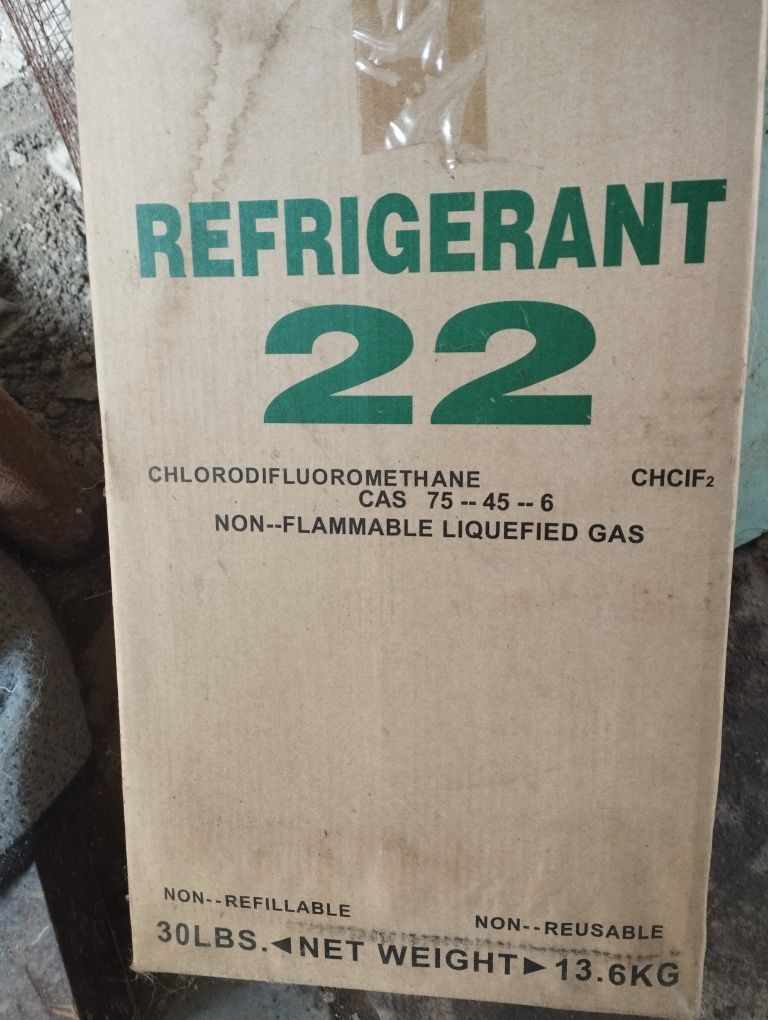 REFRIGERANT
22
CHLORODIFLUOROMETHANE CHCIF₂
CAS 75 -- 45 -- 6
NON--FLAMMABLE LIQUEFIED GAS
NON--REFILLABLE NON--REUSABLE
30LBS.◄NET WEIGHT►13.6KG